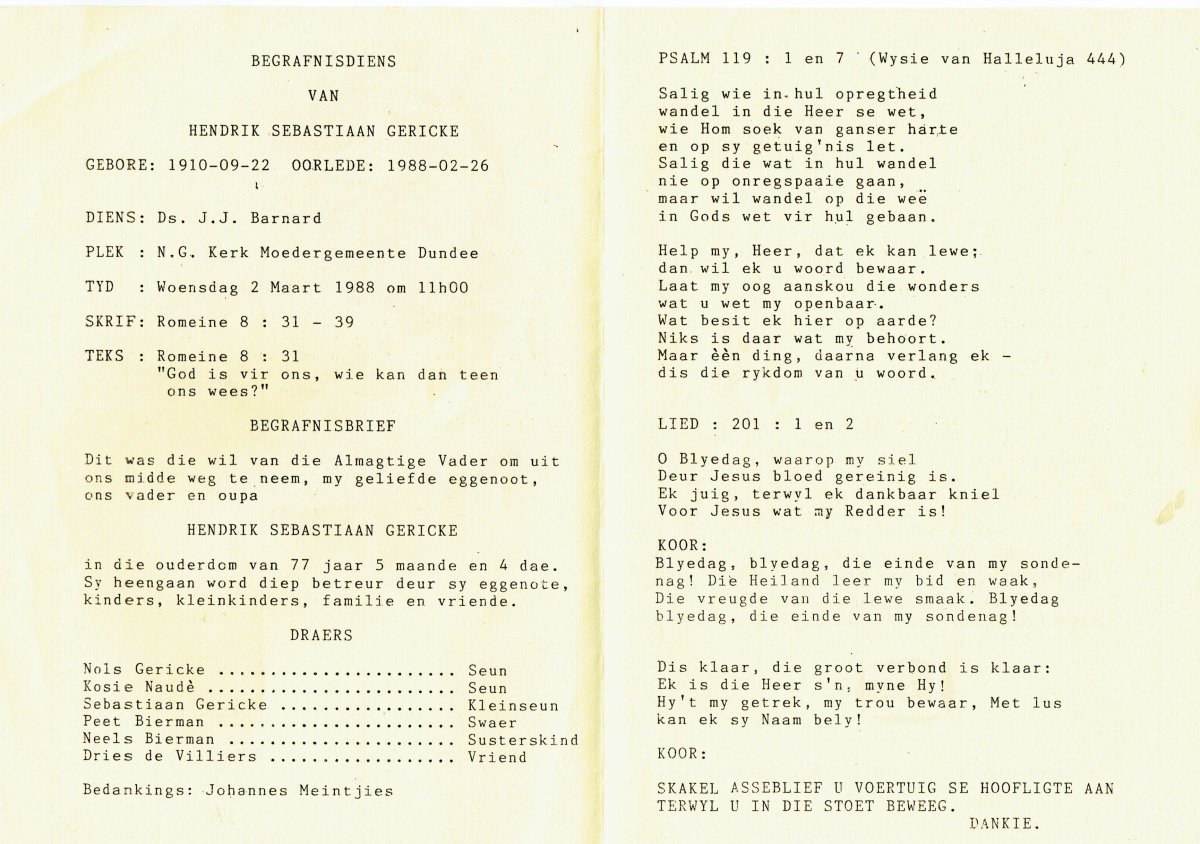 BEGRAFNISDIENS
VAN
HENDRIK SEBASTIAAN GERICKE
GEBORE: 1910-09-22 OORLEDE: 1988-02-26
DIENS: Ds. J.J. Barnard
PLEK : N.G. Kerk Moedergemeente Dundee
TYD : Woensdag 2 Maart 1988 om 11h00
SKRIF: Romeine 8 : 31 - 39
TEKS : Romeine 8 : 31
"God is vir ons, wie kan dan teen
ons wees?"
BEGRAFNISBRIEF
Dit was die wil van die Almagtige Vader om uit
ons midde weg te neem, my geliefde eggenoot,
ons vader en oupa
HENDRIK SEBASTIAAN GERICKE
in die ouderdom van 77 jaar 5 maande en 4 dae.
Sy heengaan word diep betreur deur sy eggenote,
kinders, kleinkinders, familie en vriende.
DRAERS
Nols Gericke ....................... Seun
Kosie Naudè ........................ Seun
Sebastiaan Gericke ................. Kleinseun
Peet Bierman ....................... Swaer
Neels Bierman ...................... Susterskind
Dries de Villiers .................. Vriend
Bedankings: Johannes Meintjies
PSALM 119 : 1 en 7 (Wysie van Halleluja 444)
Salig wie in hul opregtheid
wandel in die Heer se wet,
wie Hom soek van ganser harte
en op sy getuig'nis let.
Salig die wat in hul wandel
nie op onregspaaie gaan,
maar wil wandel op die weë
in Gods wet vir hul gebaan.
Help my, Heer, dat ek kan lewe;
dan wil ek u woord bewaar.
Laat my oog aanskou die wonders
wat u wet my openbaar.
Wat besit ek hier op aarde?
Niks is daar wat my behoort.
Maar èèn ding, daarna verlang ek -
dis die rykdom van u woord.
LIED : 201 : 1 en 2
O Blyedag, waarop my siel
Deur Jesus bloed gereinig is.
Ek juig, terwyl ek dankbaar kniel
Voor Jesus wat my Redder is!
KOOR:
Blyedag, blyedag, die einde van my sonde-
nag! Die Heiland leer my bid en waak,
Die vreugde van die lewe smaak. Blyedag
blyedag, die einde van my sondenag!
Dis klaar, die groot verbond is klaar:
Ek is die Heer s'n, myne Hy!
Hy't my getrek, my trou bewaar, Met lus
kan ek sy Naam bely!
KOOR:
SKAKEL ASSEBLIEF U VOERTUIG SE HOOFLIGTE AAN
TERWYL U IN DIE STOET BEWEEG.
DANKIE.